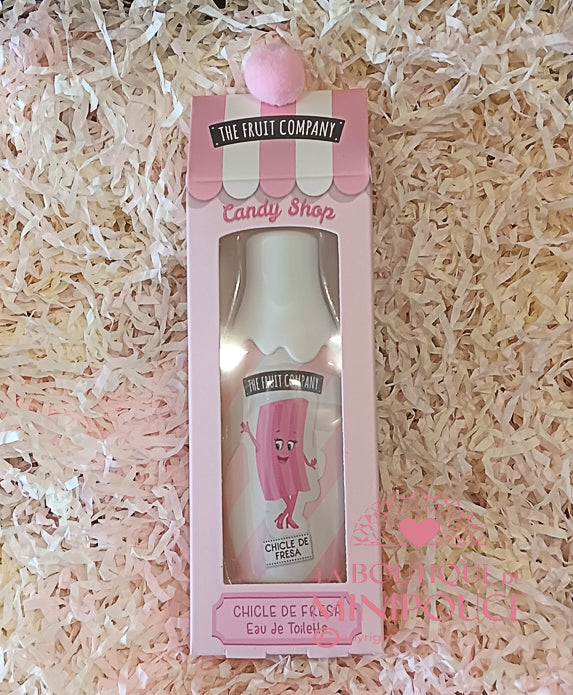 THE FRUIT COMPANY
Candy Shop
THE FRUIT COMPANY
CHICLE DE
FRESA
CHICLE DE FRESA
Eau de Toilette
LA BOUTIQUE DE
MINIPOUCE